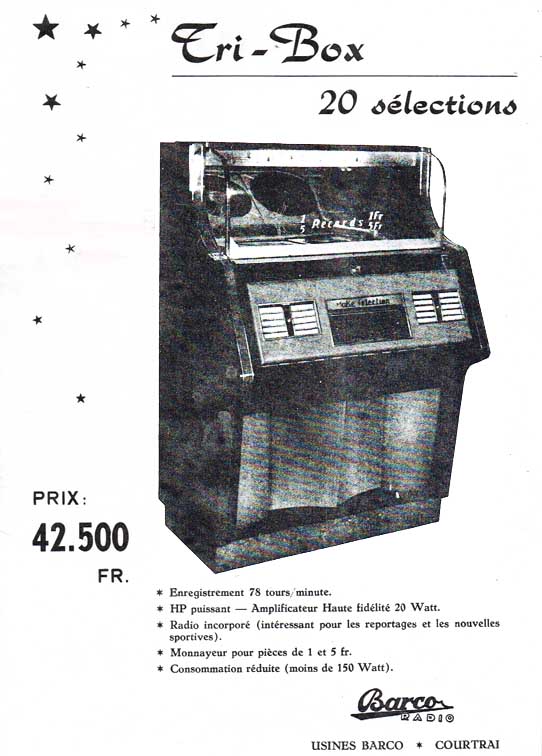 Tri-Box
20 sélections
1 Records 1Fr
5 5Fr
Make Selection
PRIX:
42.500
FR.
* Enregistrement 78 tours/minute.
* HP puissant — Amplificateur Haute fidélité 20 Watt.
* Radio incorporé (intéressant pour les reportages et les nouvelles
sportives).
* Monnayeur pour pièces de 1 et 5 fr.
* Consommation réduite (moins de 150 Watt).
Barco
RADIO
USINES BARCO * COURTRAI